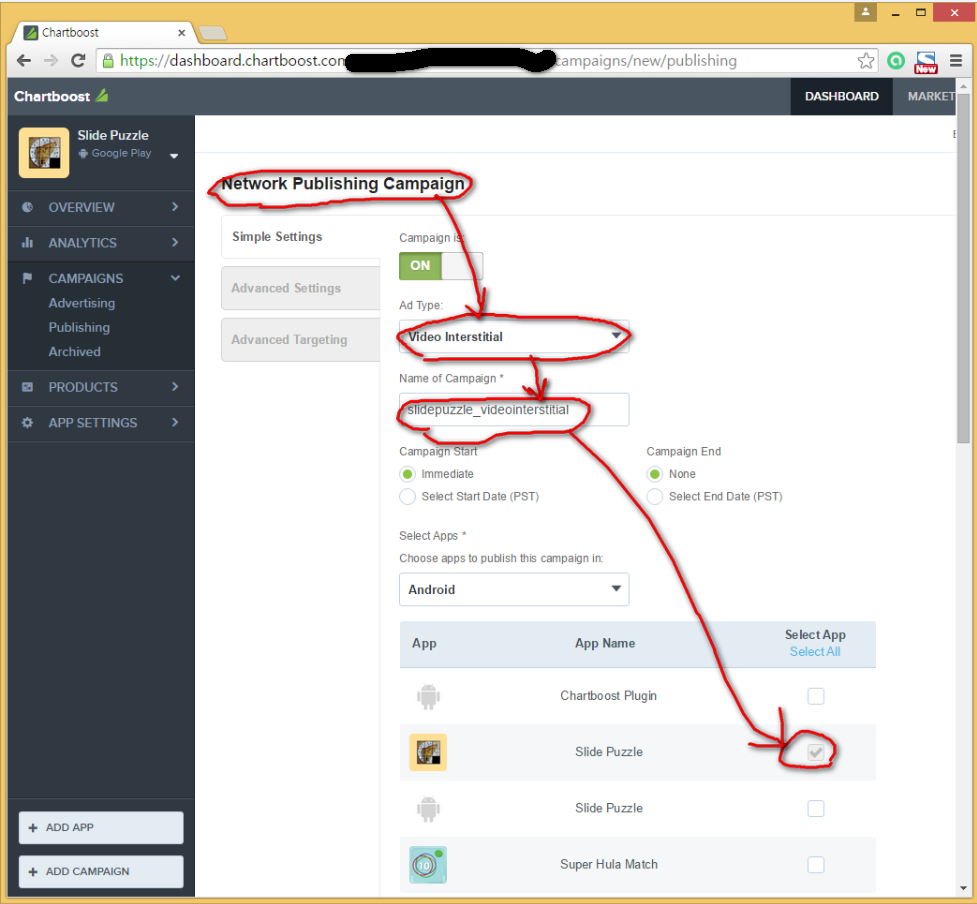 Chartboost
https://dashboard.chartboost.com
campaigns/new/publishing
New
Chartboost
DASHBOARD
MARKET
Slide Puzzle
Google Play
OVERVIEW
ANALYTICS
CAMPAIGNS
Advertising
Publishing
Archived
PRODUCTS
APP SETTINGS
+ ADD APP
+ ADD CAMPAIGN
Network Publishing Campaign
Simple Settings
Advanced Settings
Advanced Targeting
Campaign is:
ON
Ad Type:
Video Interstitial
Name of Campaign *
slidepuzzle_videointerstitial
Campaign Start
Immediate
Select Start Date (PST)
Campaign End
None
Select End Date (PST)
Select Apps *
Choose apps to publish this campaign in:
Android
App App Name Select App
Select All
Chartboost Plugin
Slide Puzzle
Slide Puzzle
10
Super Hula Match